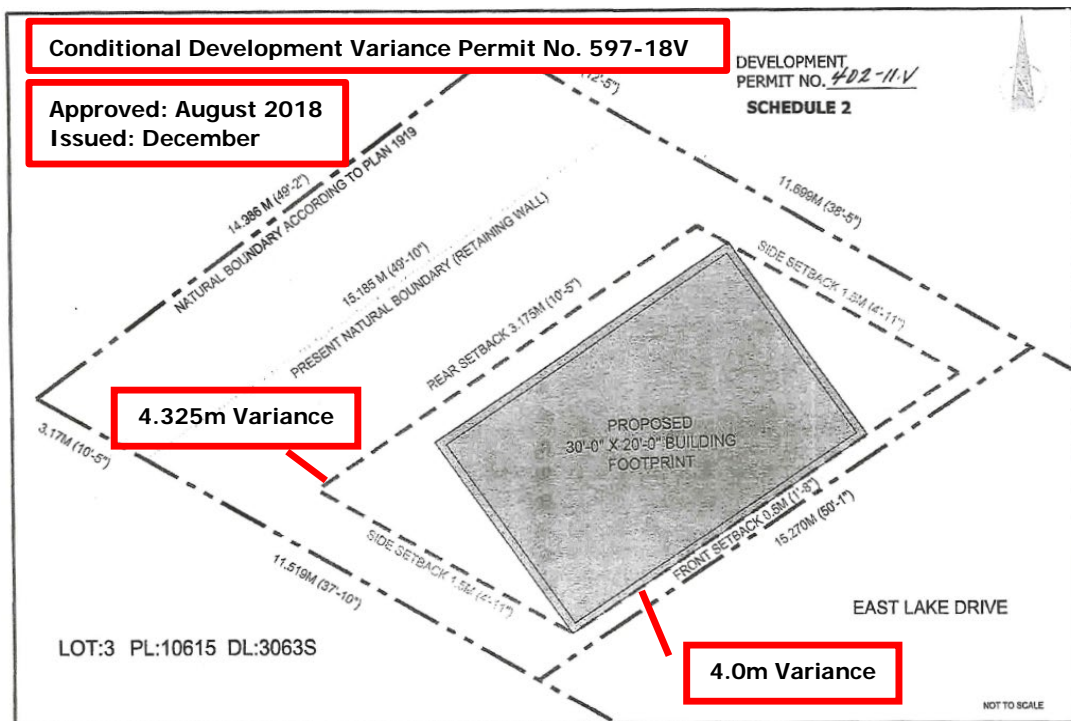 Conditional Development Variance Permit No. 597-18V
Approved: August 2018
Issued: December
DEVELOPMENT
PERMIT NO. 402-11.V
SCHEDULE 2
14.386 M (49'-2")
NATURAL BOUNDARY ACCORDING TO PLAN 1919
15.185 M (49'-10")
PRESENT NATURAL BOUNDARY (RETAINING WALL)
11.699M (38'-5")
SIDE SETBACK 1.5M (4'-11")
REAR SETBACK 3.175M (10'-5")
4.325m Variance
3.17M (10'-5")
PROPOSED
30'-0" X 20'-0" BUILDING
FOOTPRINT
SIDE SETBACK 1.5M (4'-11")
11.519M (37'-10")
FRONT SETBACK 0.5M (1'-8")
15.270M (50'-1")
EAST LAKE DRIVE
LOT:3 PL:10615 DL:3063S
4.0m Variance
NOT TO SCALE